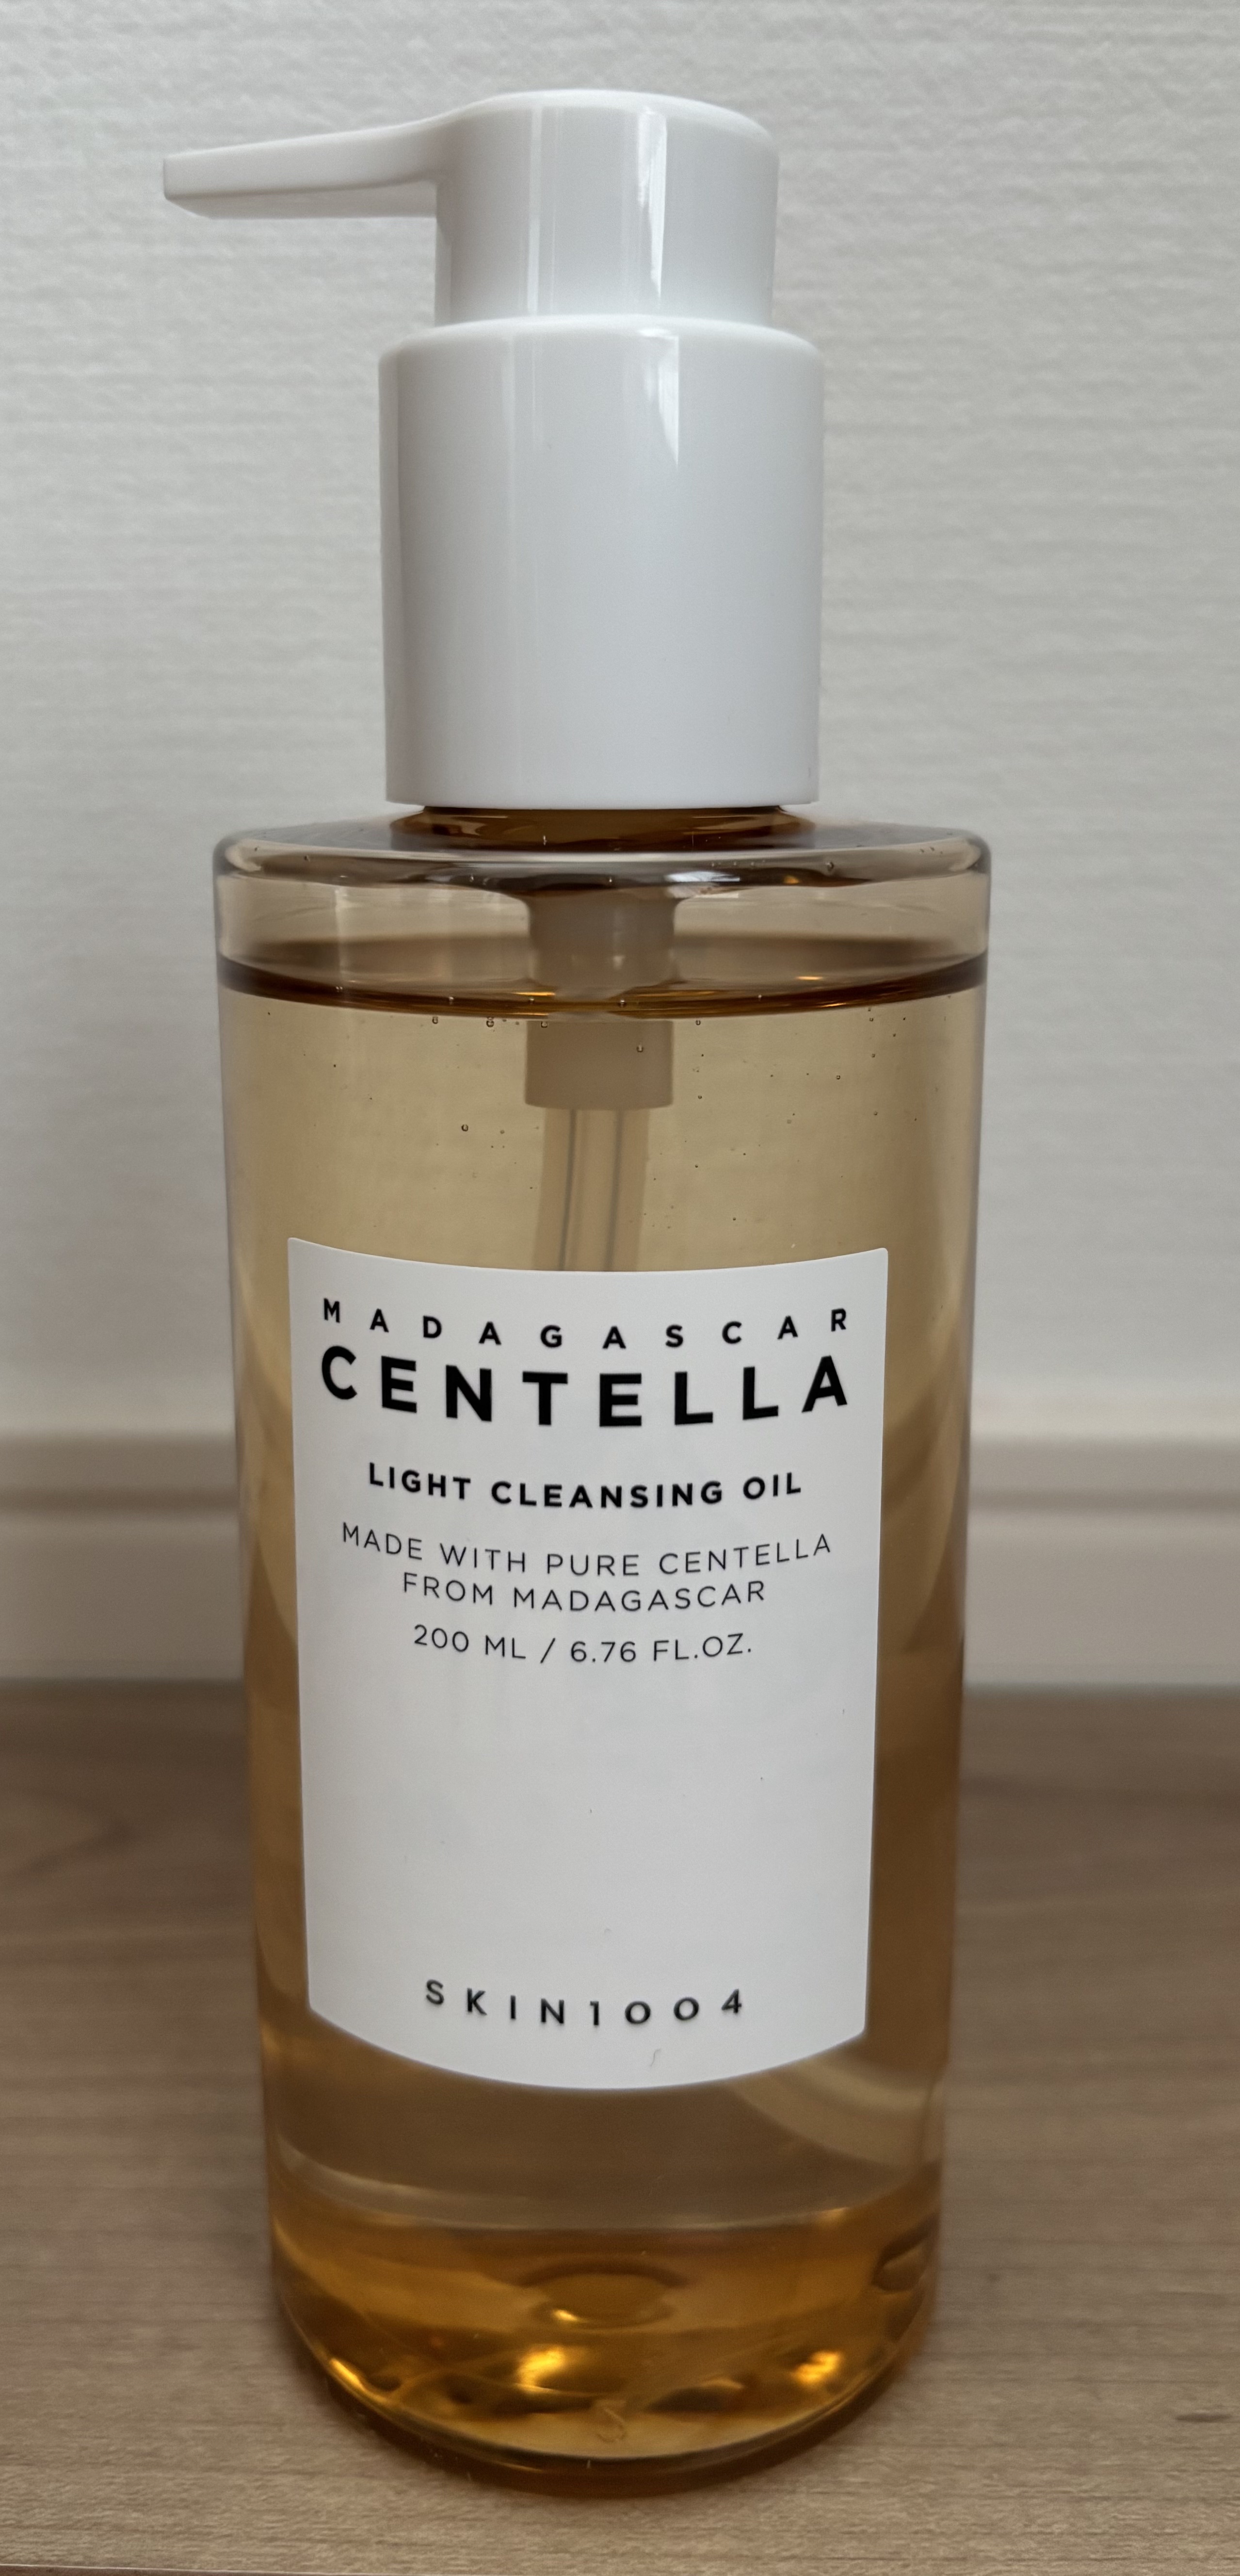 MADAGASCAR
CENTELLA
LIGHT CLEANSING OIL
MADE WITH PURE CENTELLA
FROM MADAGASCAR
200 ML / 6.76 FL.OZ.
SKIN1004